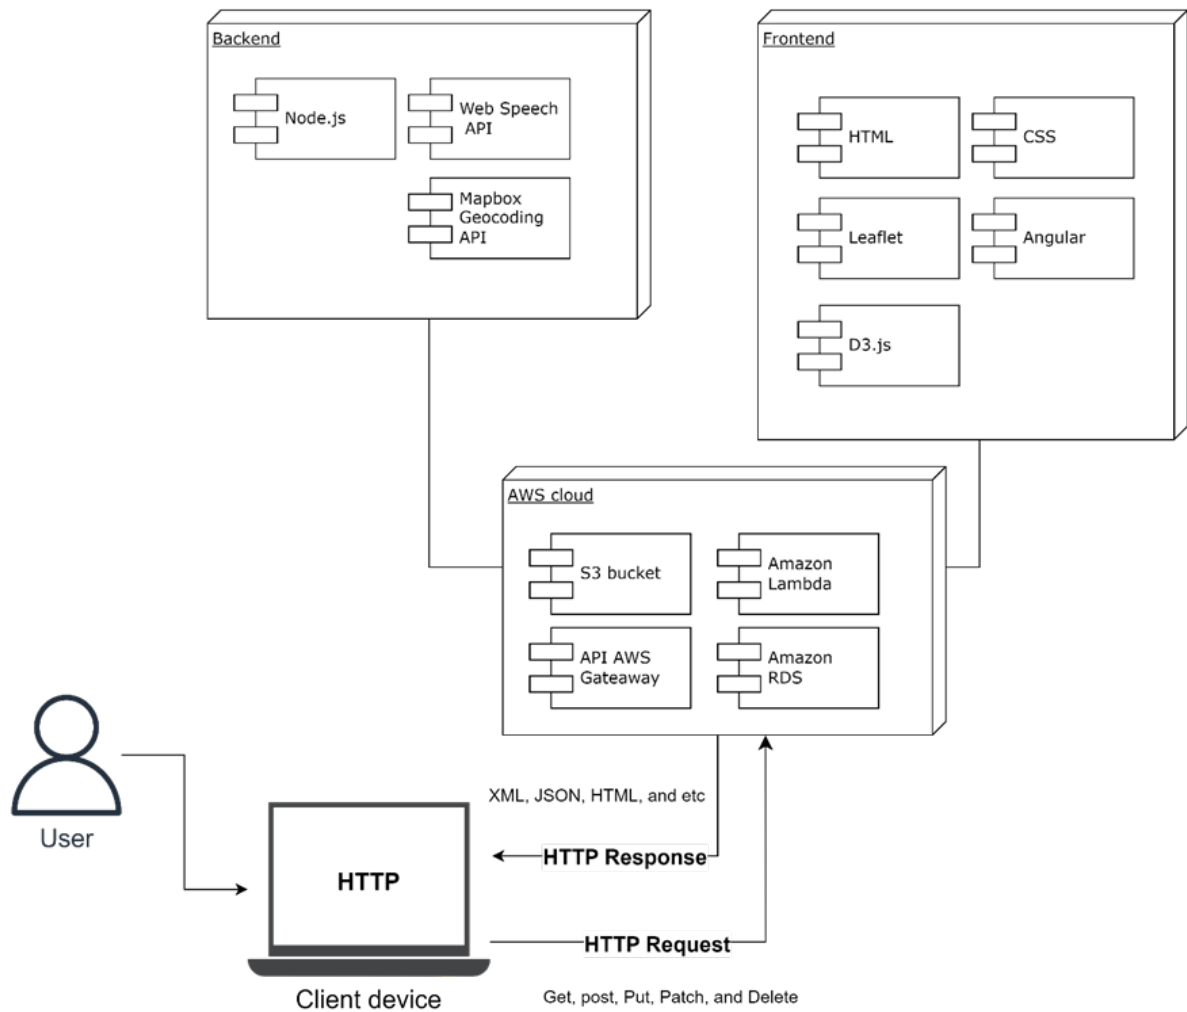 Backend
Node.js
Web Speech
API
Mapbox
Geocoding
API
Frontend
HTML
CSS
Leaflet
Angular
D3.js
AWS cloud
S3 bucket
Amazon
Lambda
API AWS
Gateaway
Amazon
RDS
User
XML, JSON, HTML, and etc
HTTP Response
HTTP
HTTP Request
Client device
Get, post, Put, Patch, and Delete